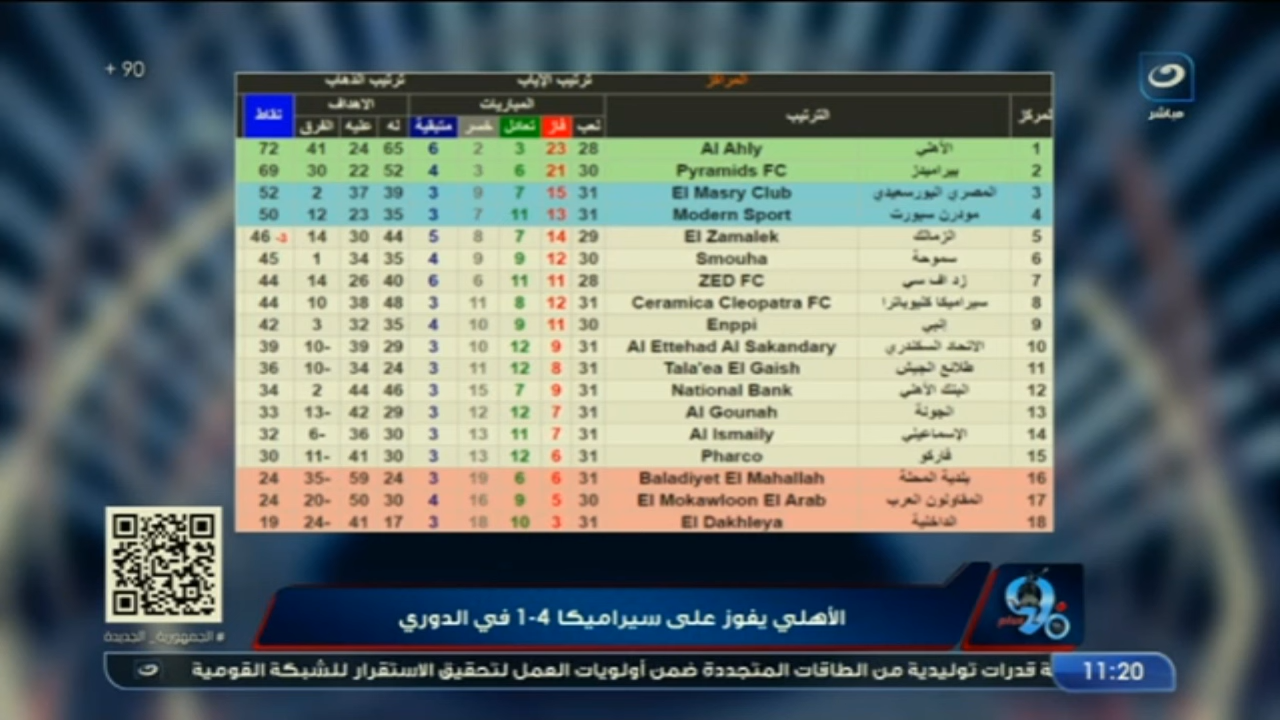 + 90
مباشر
المراكز ترتيب الإياب ترتيب الذهاب
المركز الترتيب المباريات الاهداف نقاط
لعب فاز تعادل خسر متبقية له عليه الفرق
1 الأهلي Al Ahly 28 23 3 2 6 65 24 41 72
2 بيراميدز Pyramids FC 30 21 6 3 4 52 22 30 69
3 المصري البورسعيدي El Masry Club 31 15 7 9 3 39 37 2 52
4 مودرن سبورت Modern Sport 31 13 11 7 3 35 23 12 50
5 الزمالك El Zamalek 29 14 7 8 5 44 30 14 46 -3
6 سموحة Smouha 30 12 9 9 4 35 34 1 45
7 زد اف سي ZED FC 28 11 11 6 6 40 26 14 44
8 سيراميكا كليوباترا Ceramica Cleopatra FC 31 12 8 11 3 48 38 10 44
9 إنبي Enppi 30 11 9 10 4 35 32 3 42
10 الاتحاد السكندري Al Ettehad Al Sakandary 31 9 12 10 3 29 39 10- 39
11 طلائع الجيش Tala'ea El Gaish 31 8 12 11 3 24 34 10- 36
12 البنك الأهلي National Bank 31 9 7 15 3 46 44 2 34
13 الجونة Al Gounah 31 7 12 12 3 29 42 13- 33
14 الإسماعيلي Al Ismaily 31 7 11 13 3 30 36 6- 32
15 فاركو Pharco 31 6 12 13 3 30 41 11- 30
16 بلدية المحلة Baladiyet El Mahallah 31 6 6 19 3 24 59 35- 24
17 المقاولون العرب El Mokawloon El Arab 30 5 9 16 4 30 50 20- 24
18 الداخلية El Dakhleya 31 3 10 18 3 17 41 24- 19
الأهلي يفوز على سيراميكا 4-1 في الدوري
# الجمهورية_الجديدة
11:20 ة قدرات توليدية من الطاقات المتجددة ضمن أولويات العمل لتحقيق الاستقرار للشبكة القومية